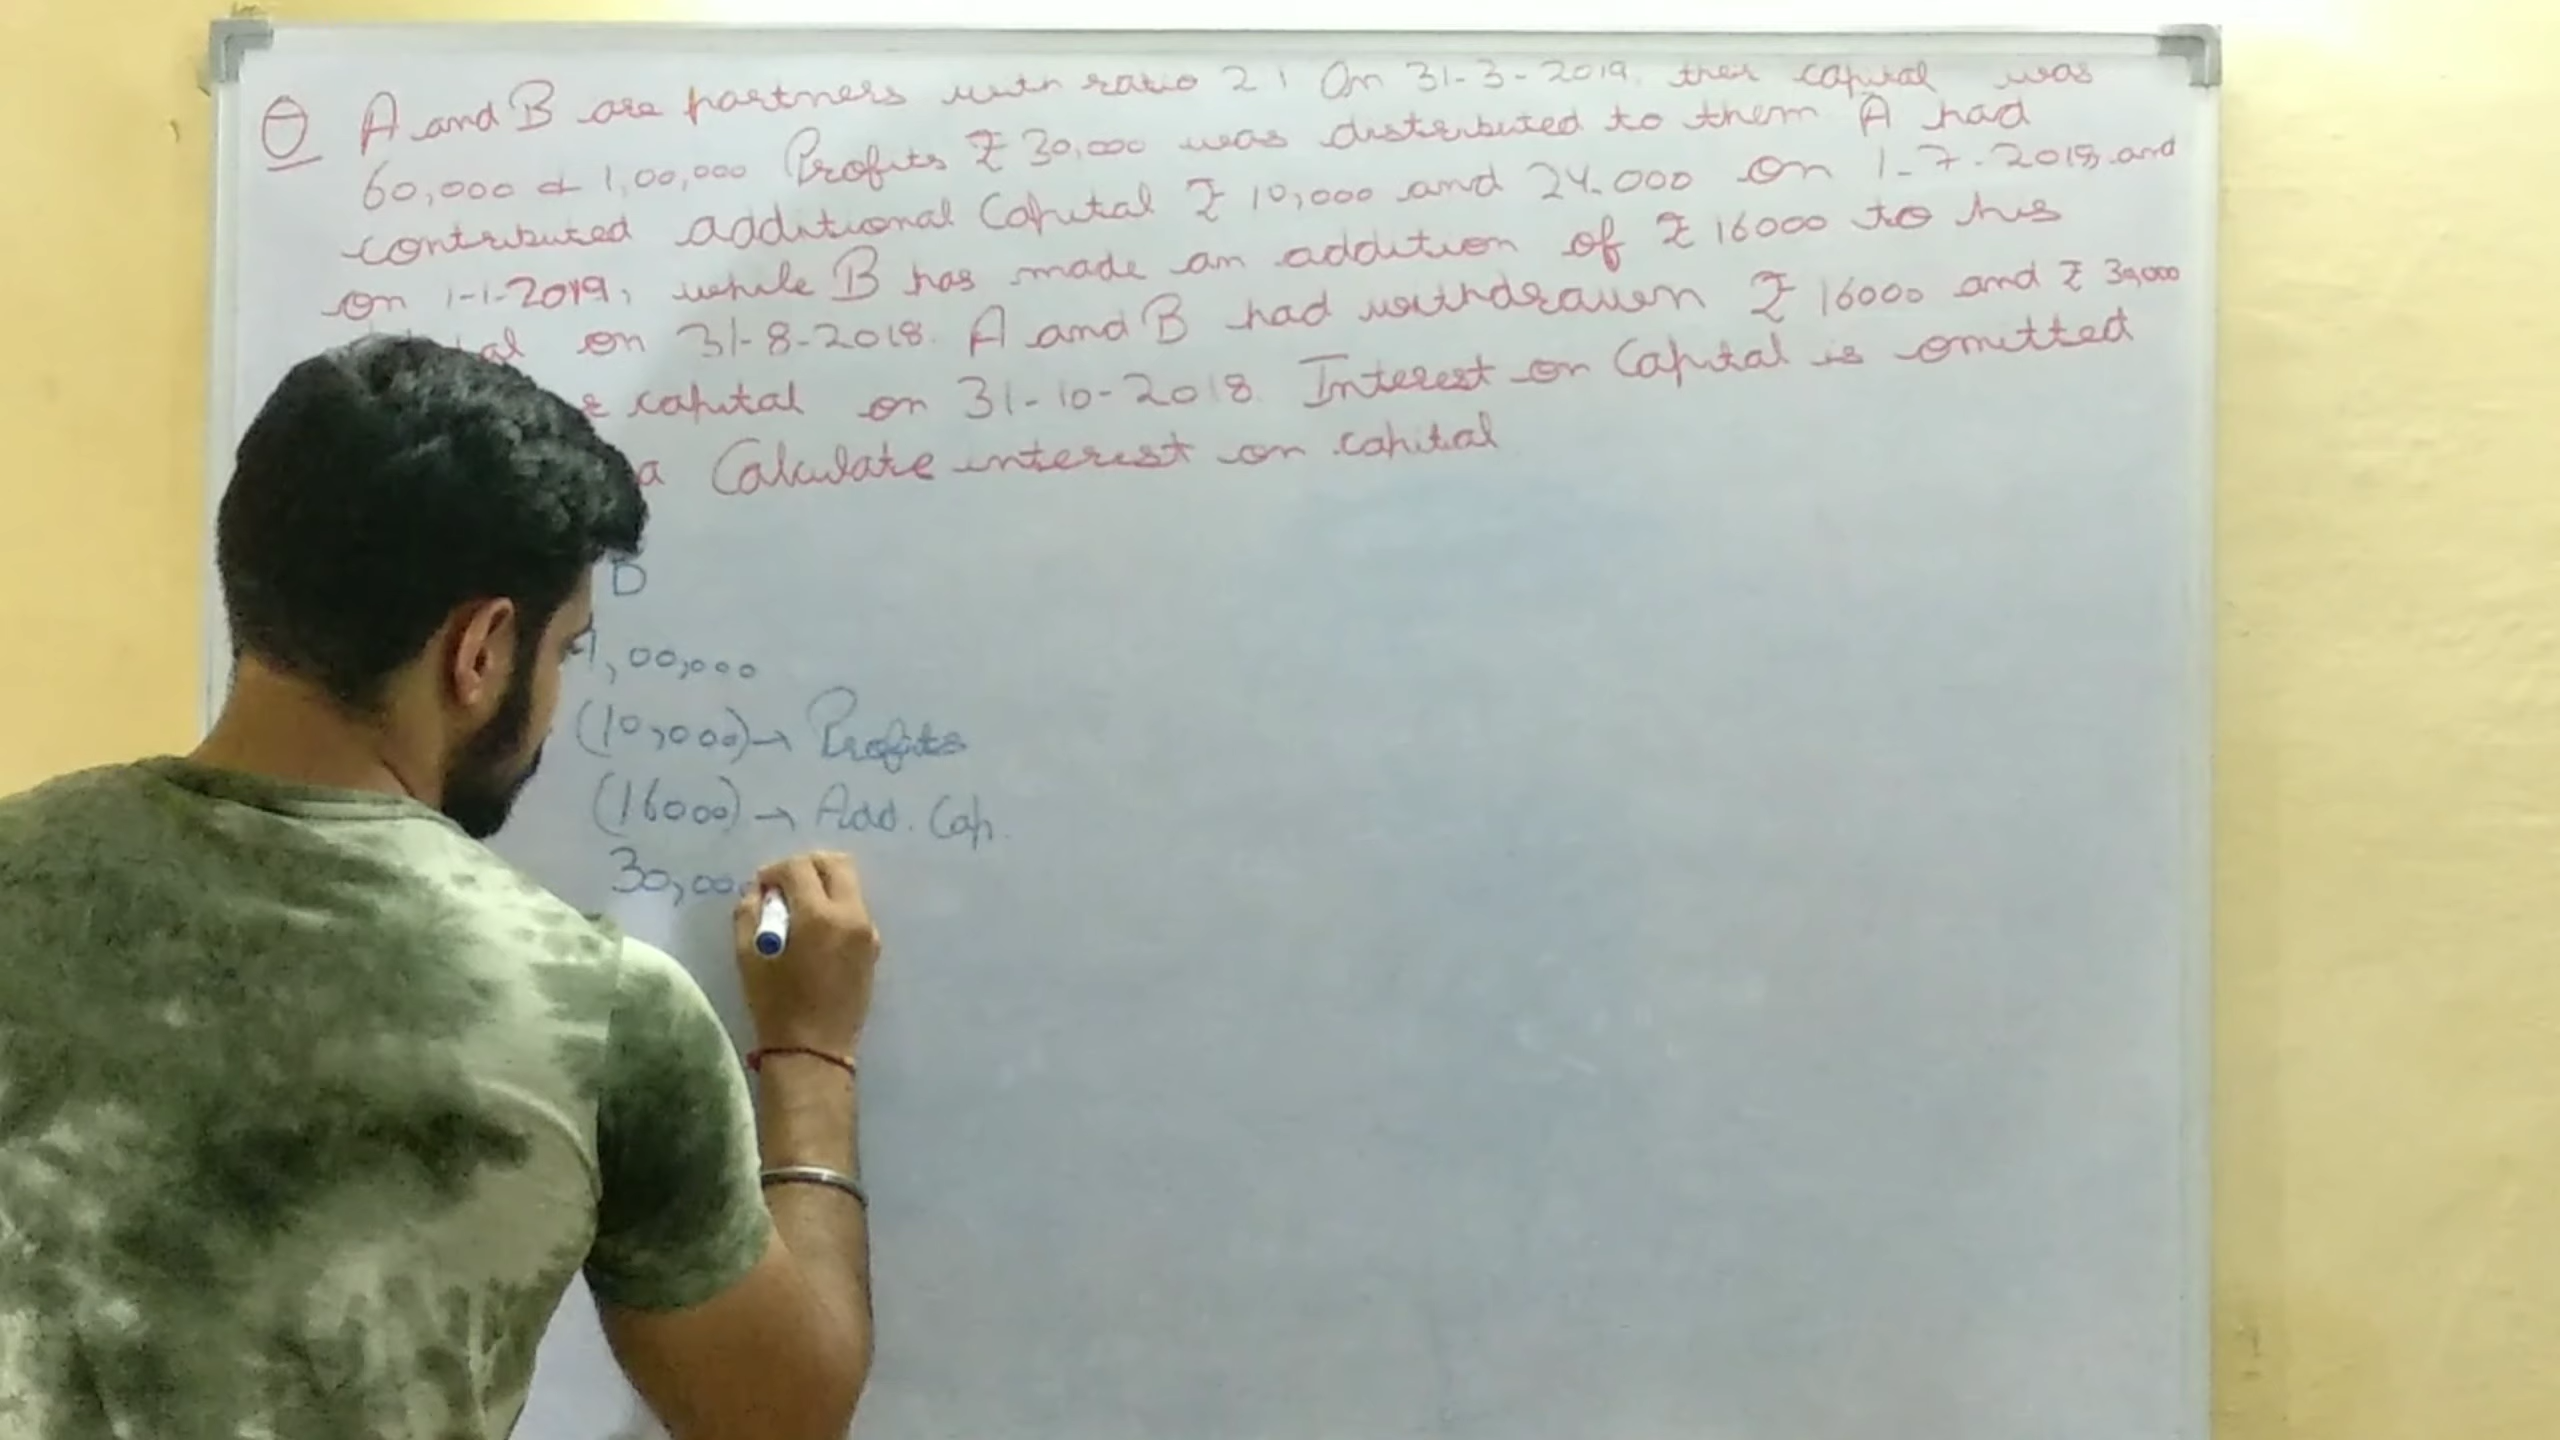 Q A and B are partners with ratio 2:1 On 31-3-2019, their capital was
60,000 & 1,00,000 Profits ₹ 30,000 was distributed to them A had
contributed additional Capital ₹ 10,000 and 24,000 on 1-7-2018, and
on 1-1-2019, while B has made an addition of ₹ 16000 to his
al on 31-8-2018. A and B had withdrawn ₹ 16000 and ₹ 30,000
capital on 31-10-2018. Interest on Capital is omitted
a Calculate interest on capital
B
1,00,000
(10,000) → Profits
(16000) → Add. Cap.
30,00